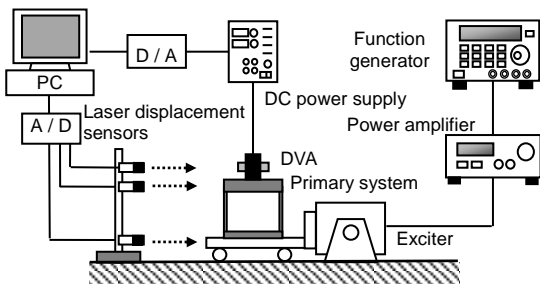 D / A
PC
A / D
Laser displacement
sensors
DC power supply
Function
generator
Power amplifier
DVA
Primary system
Exciter